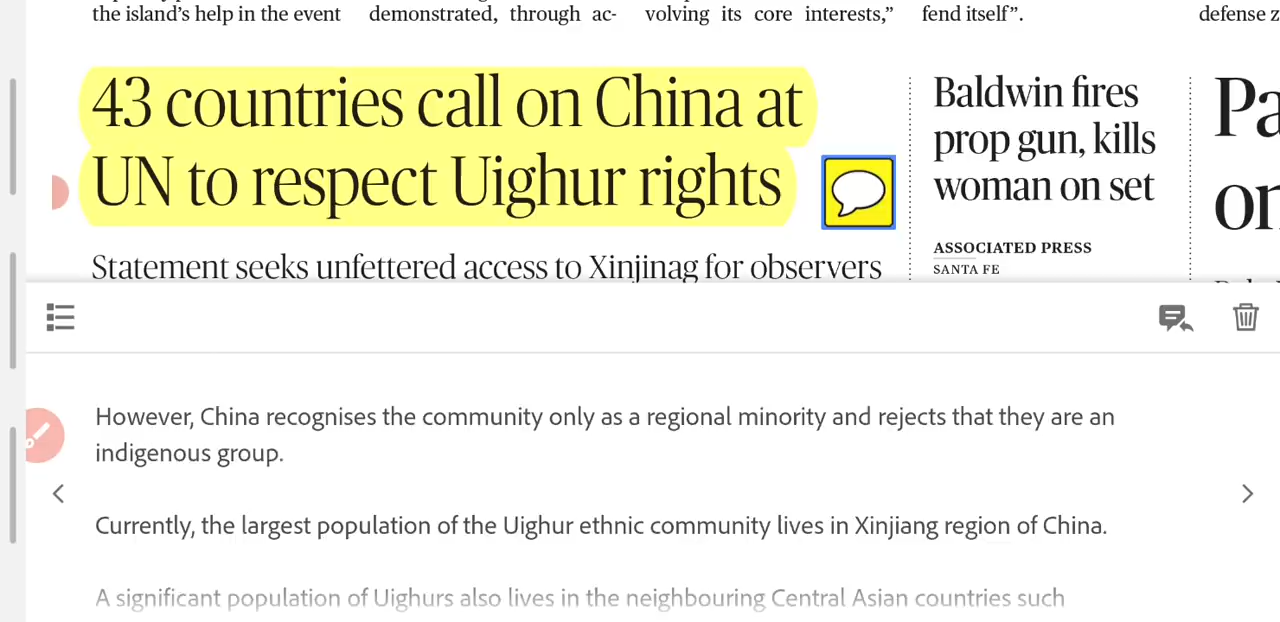 the island's help in the event
demonstrated, through ac-
volving its core interests,”
fend itself”.
defense z
43 countries call on China at
UN to respect Uighur rights
Statement seeks unfettered access to Xinjinag for observers
Baldwin fires
prop gun, kills
woman on set
ASSOCIATED PRESS
SANTA FE
Pa
on
However, China recognises the community only as a regional minority and rejects that they are an
indigenous group.
Currently, the largest population of the Uighur ethnic community lives in Xinjiang region of China.
A significant population of Uighurs also lives in the neighbouring Central Asian countries such